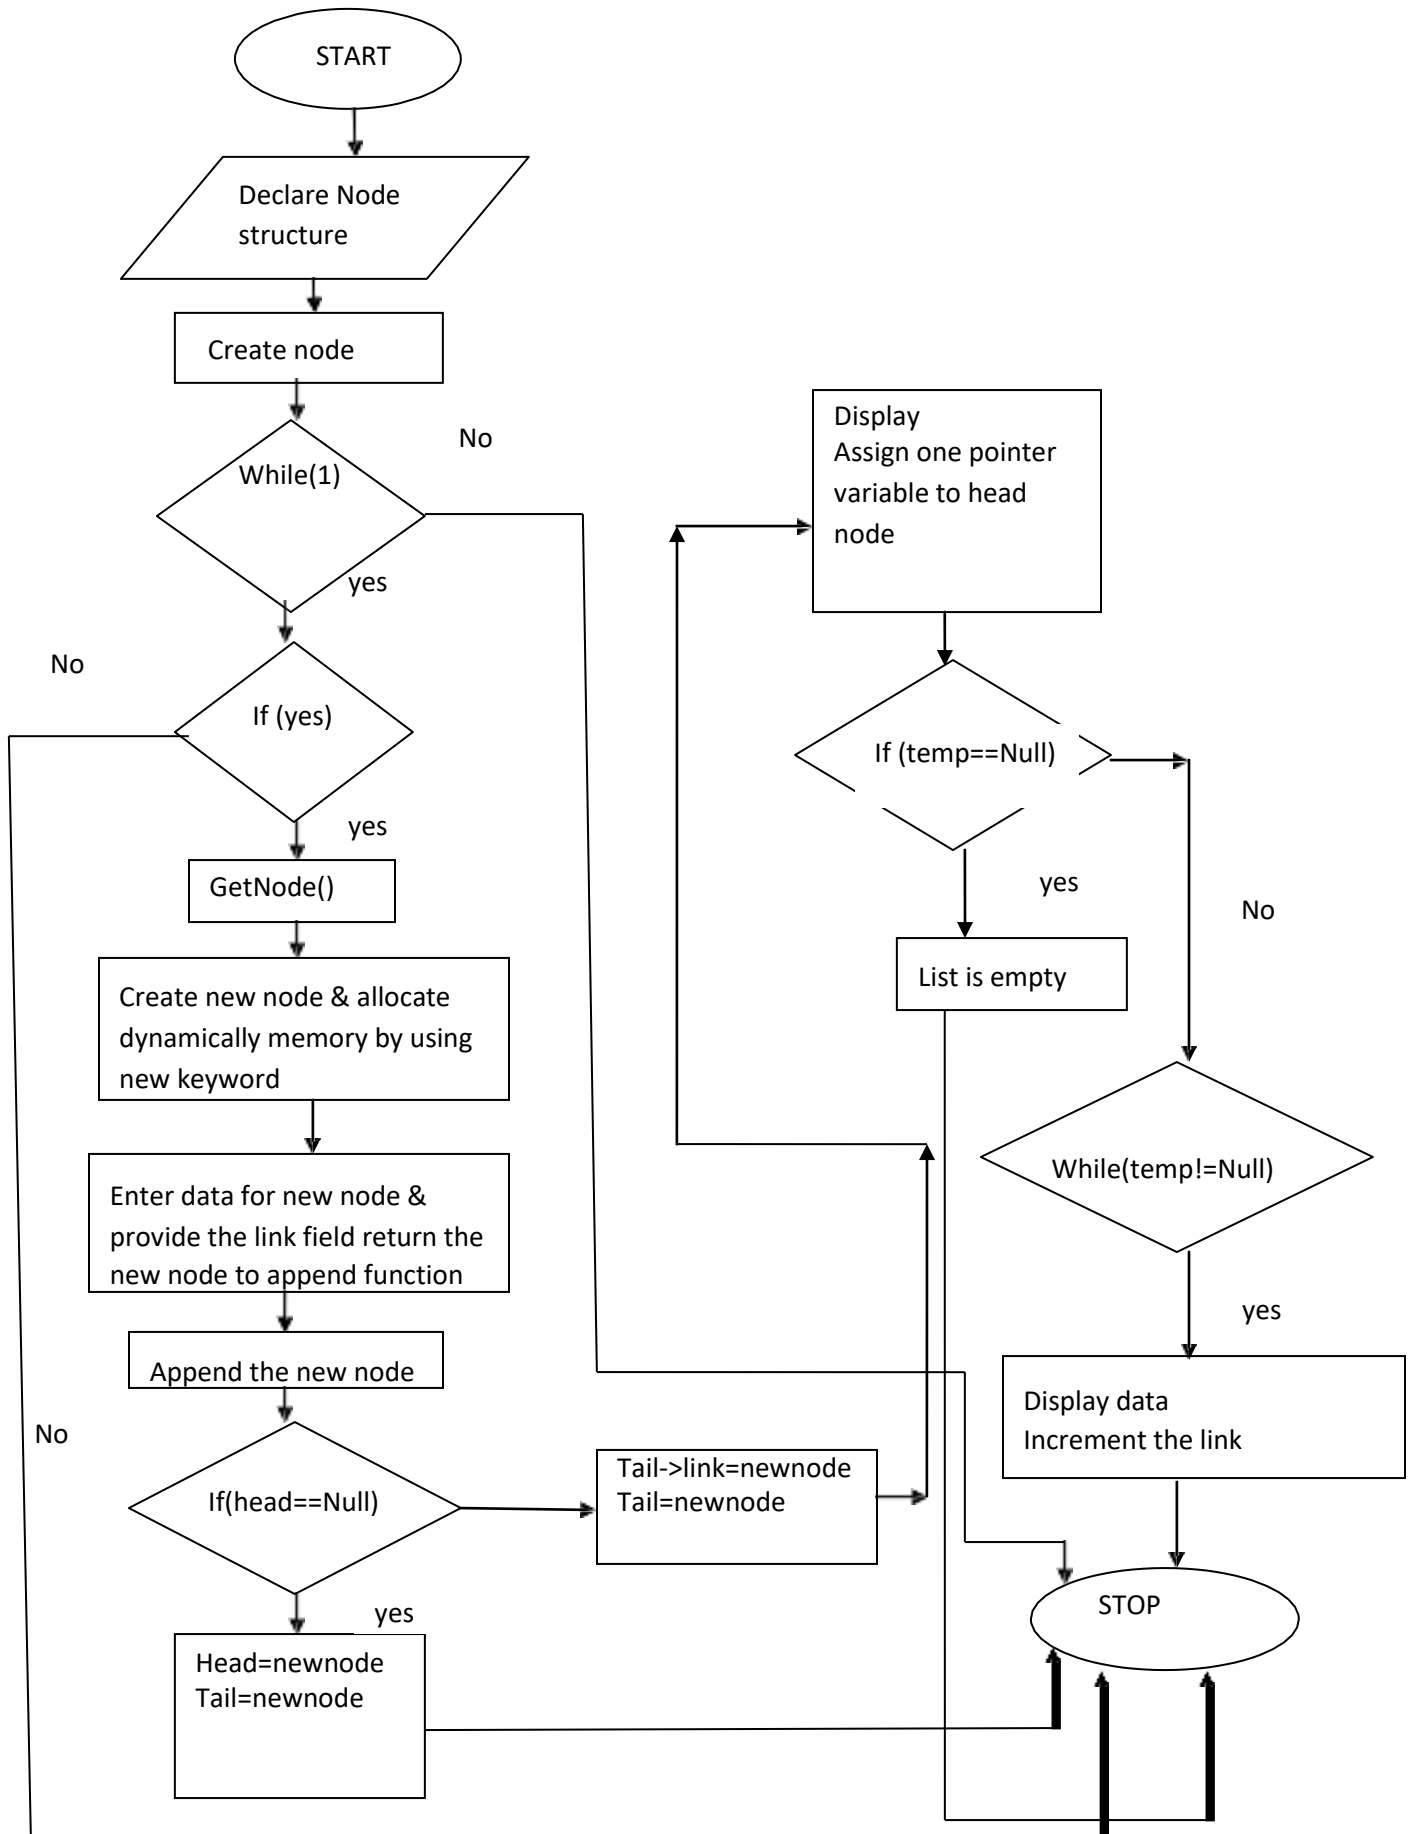 START
Declare Node
structure
Create node
No
While(1)
yes
No
If (yes)
yes
GetNode()
Create new node & allocate
dynamically memory by using
new keyword
Enter data for new node &
provide the link field return the
new node to append function
Append the new node
No
If(head==Null)
Tail->link=newnode
Tail=newnode
yes
Head=newnode
Tail=newnode
Display
Assign one pointer
variable to head
node
If (temp==Null)
yes
No
List is empty
While(temp!=Null)
yes
Display data
Increment the link
STOP